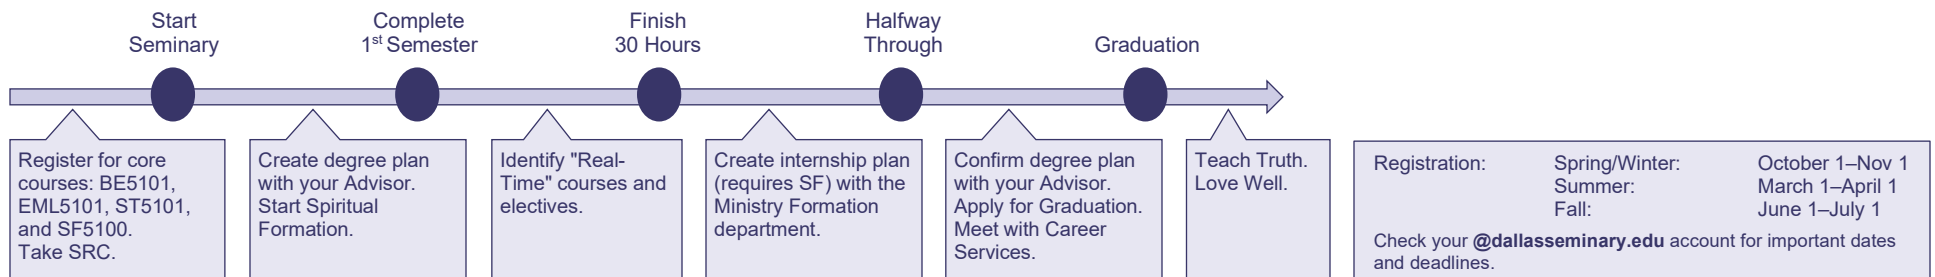 Start
Seminary
Complete
1st Semester
Finish
30 Hours
Halfway
Through
Graduation
Register for core
courses: BE5101,
EML5101, ST5101,
and SF5100.
Take SRC.
Create degree plan
with your Advisor.
Start Spiritual
Formation.
Identify "Real-
Time" courses and
electives.
Create internship plan
(requires SF) with the
Ministry Formation
department.
Confirm degree plan
with your Advisor.
Apply for Graduation.
Meet with Career
Services.
Teach Truth.
Love Well.
Registration: Spring/Winter: October 1–Nov 1
Summer: March 1–April 1
Fall: June 1–July 1
Check your @dallasseminary.edu account for important dates
and deadlines.